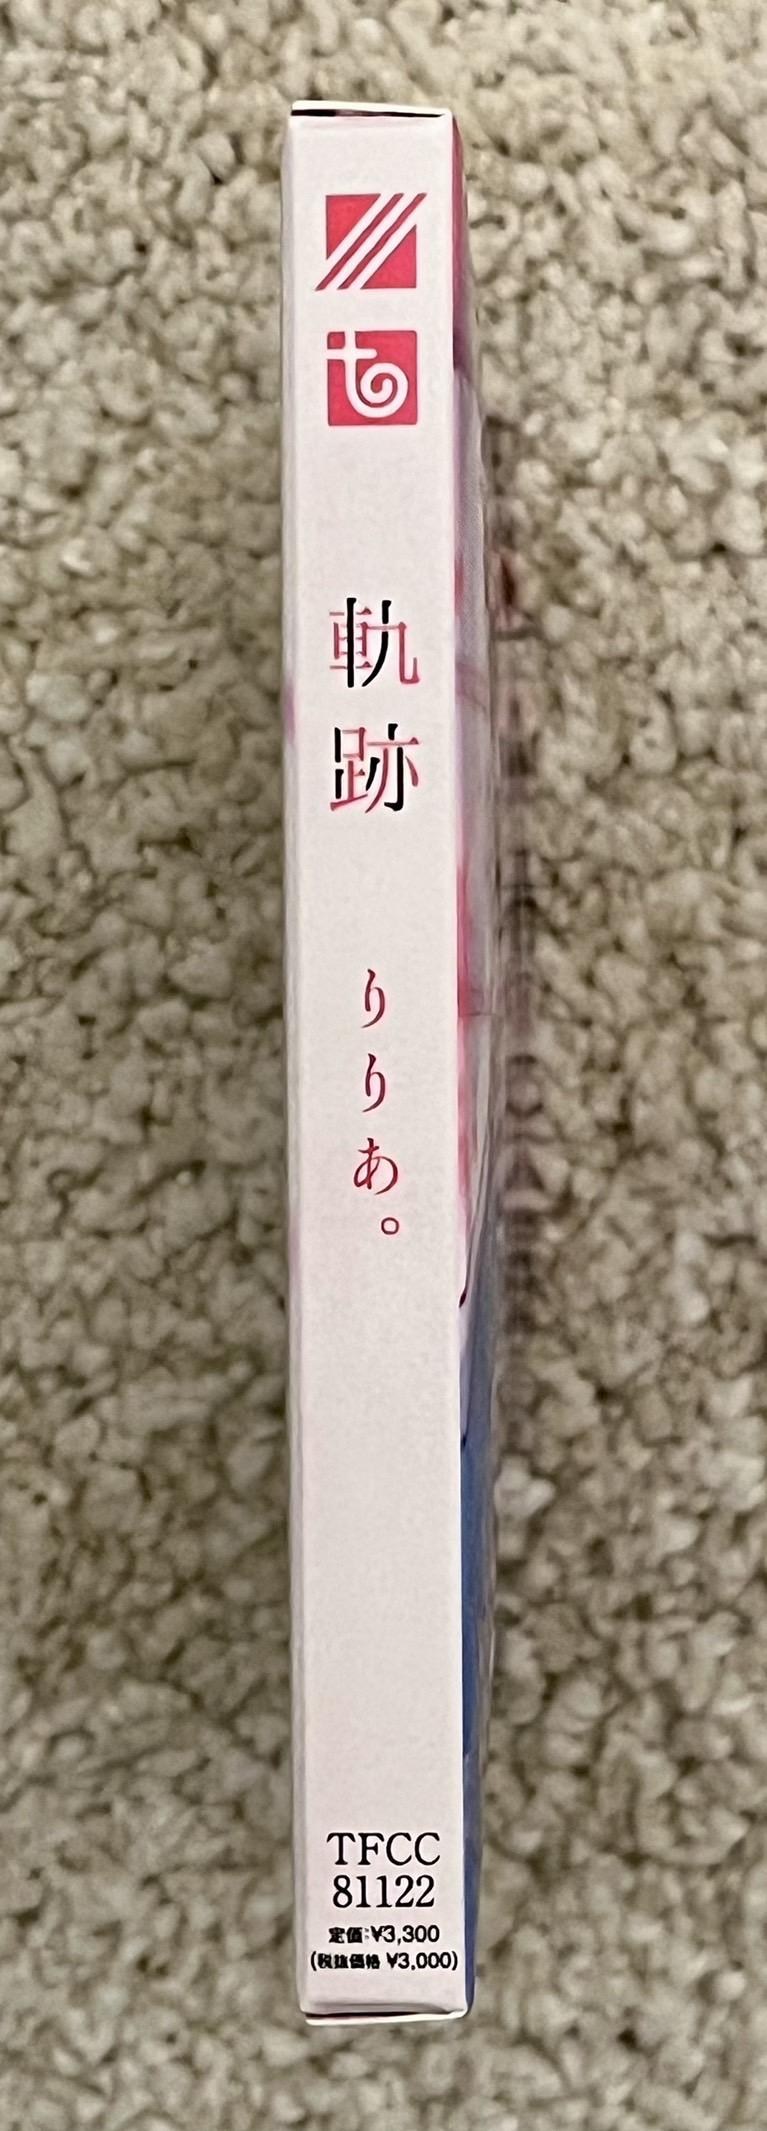 軌跡
りりあ。
TFCC
81122
定価:¥3,300
(税抜価格 ¥3,000)